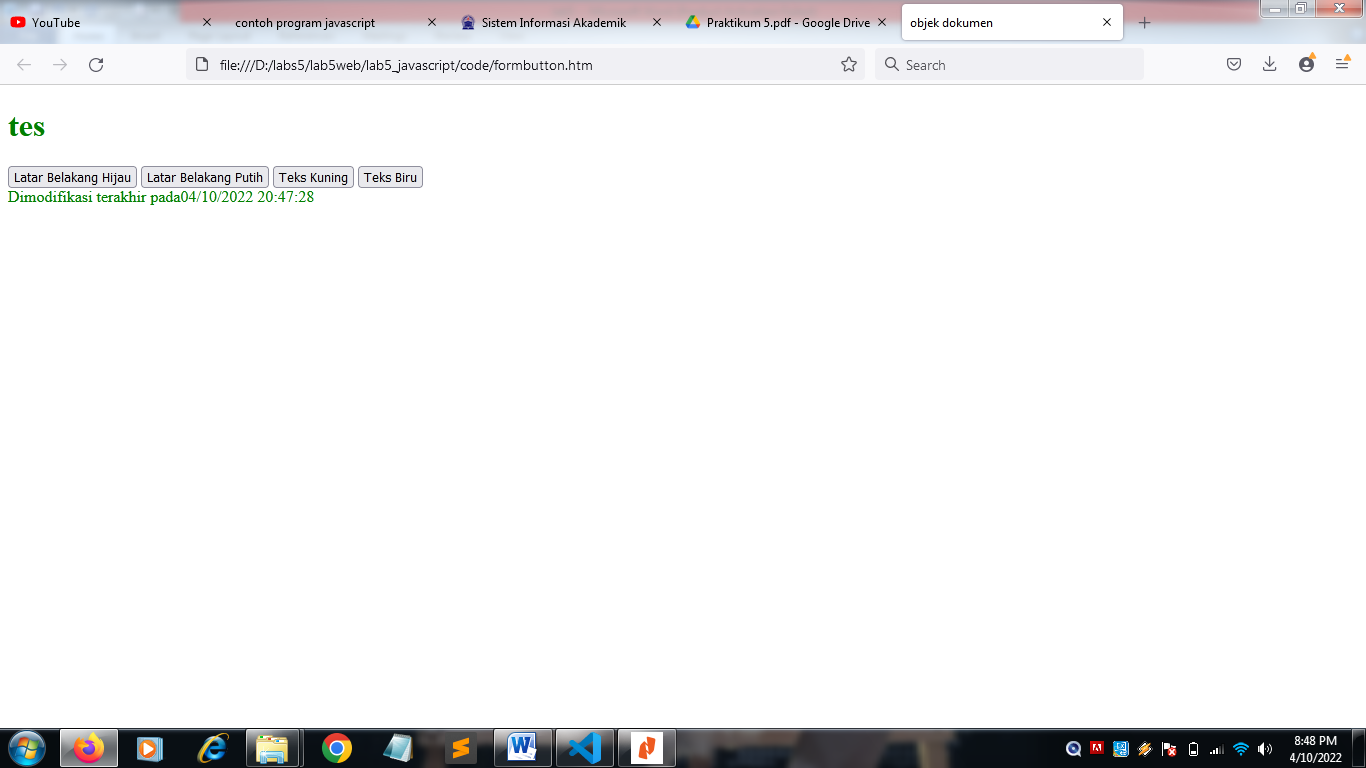 YouTube
contoh program javascript
Sistem Informasi Akademik
Praktikum 5.pdf - Google Drive
objek dokumen
file:///D:/labs5/lab5web/lab5_javascript/code/formbutton.htm
Search
tes
Latar Belakang Hijau Latar Belakang Putih Teks Kuning Teks Biru
Dimodifikasi terakhir pada04/10/2022 20:47:28
8:48 PM
4/10/2022